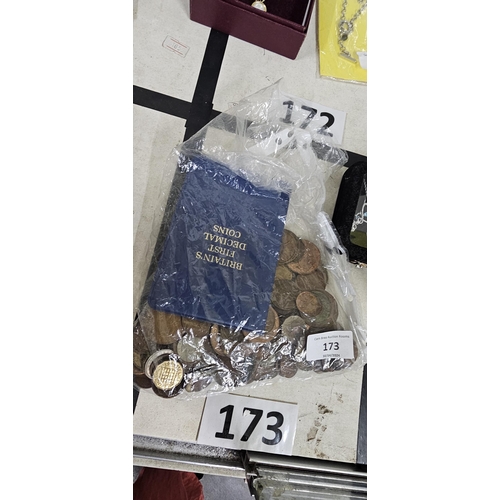 172
BRITAIN'S
FIRST
DECIMAL
COINS
173
173